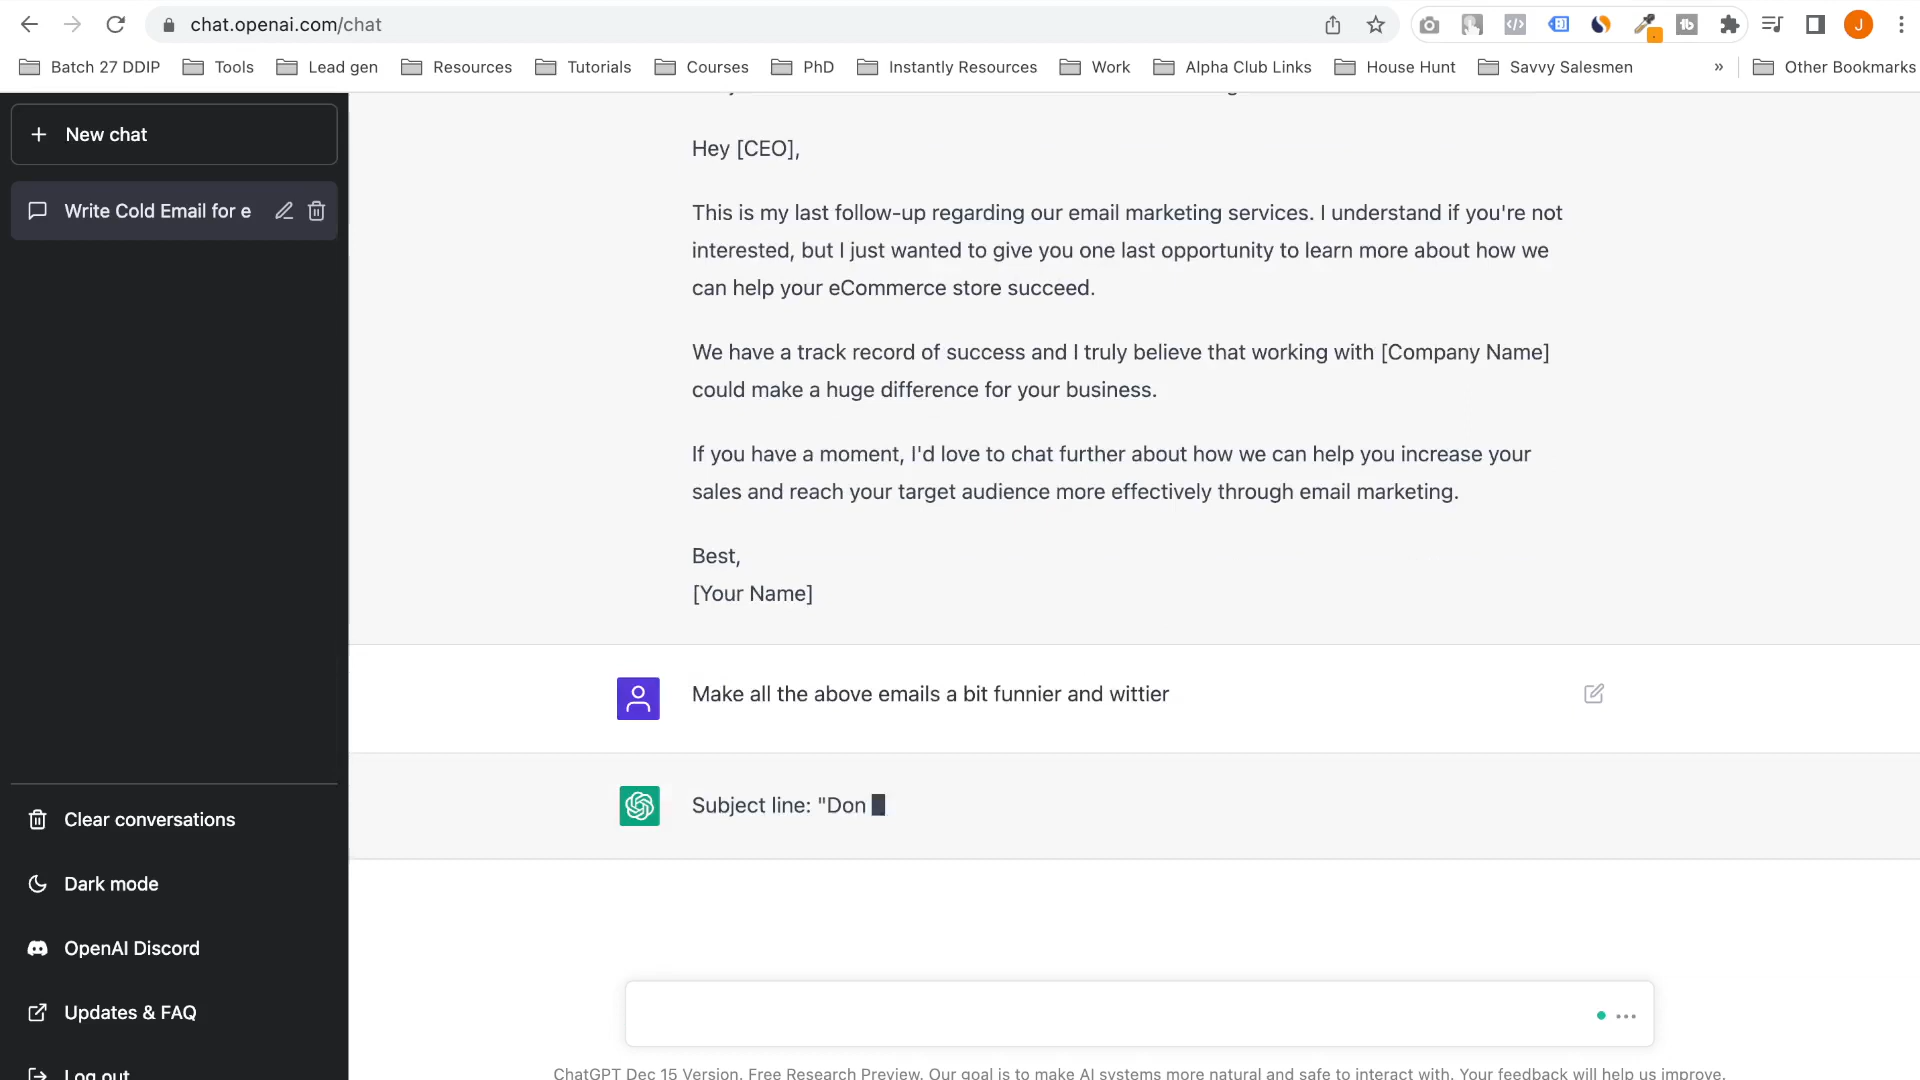 chat.openai.com/chat
J
Batch 27 DDIP Tools Lead gen Resources Tutorials Courses PhD Instantly Resources Work Alpha Club Links House Hunt Savvy Salesmen » Other Bookmarks
+ New chat
Write Cold Email for e
Hey [CEO],
This is my last follow-up regarding our email marketing services. I understand if you're not
interested, but I just wanted to give you one last opportunity to learn more about how we
can help your eCommerce store succeed.
We have a track record of success and I truly believe that working with [Company Name]
could make a huge difference for your business.
If you have a moment, I'd love to chat further about how we can help you increase your
sales and reach your target audience more effectively through email marketing.
Best,
[Your Name]
Make all the above emails a bit funnier and wittier
Subject line: "Don
Clear conversations
Dark mode
OpenAI Discord
Updates & FAQ
Log out
ChatGPT Dec 15 Version. Free Research Preview. Our goal is to make AI systems more natural and safe to interact with. Your feedback will help us improve.